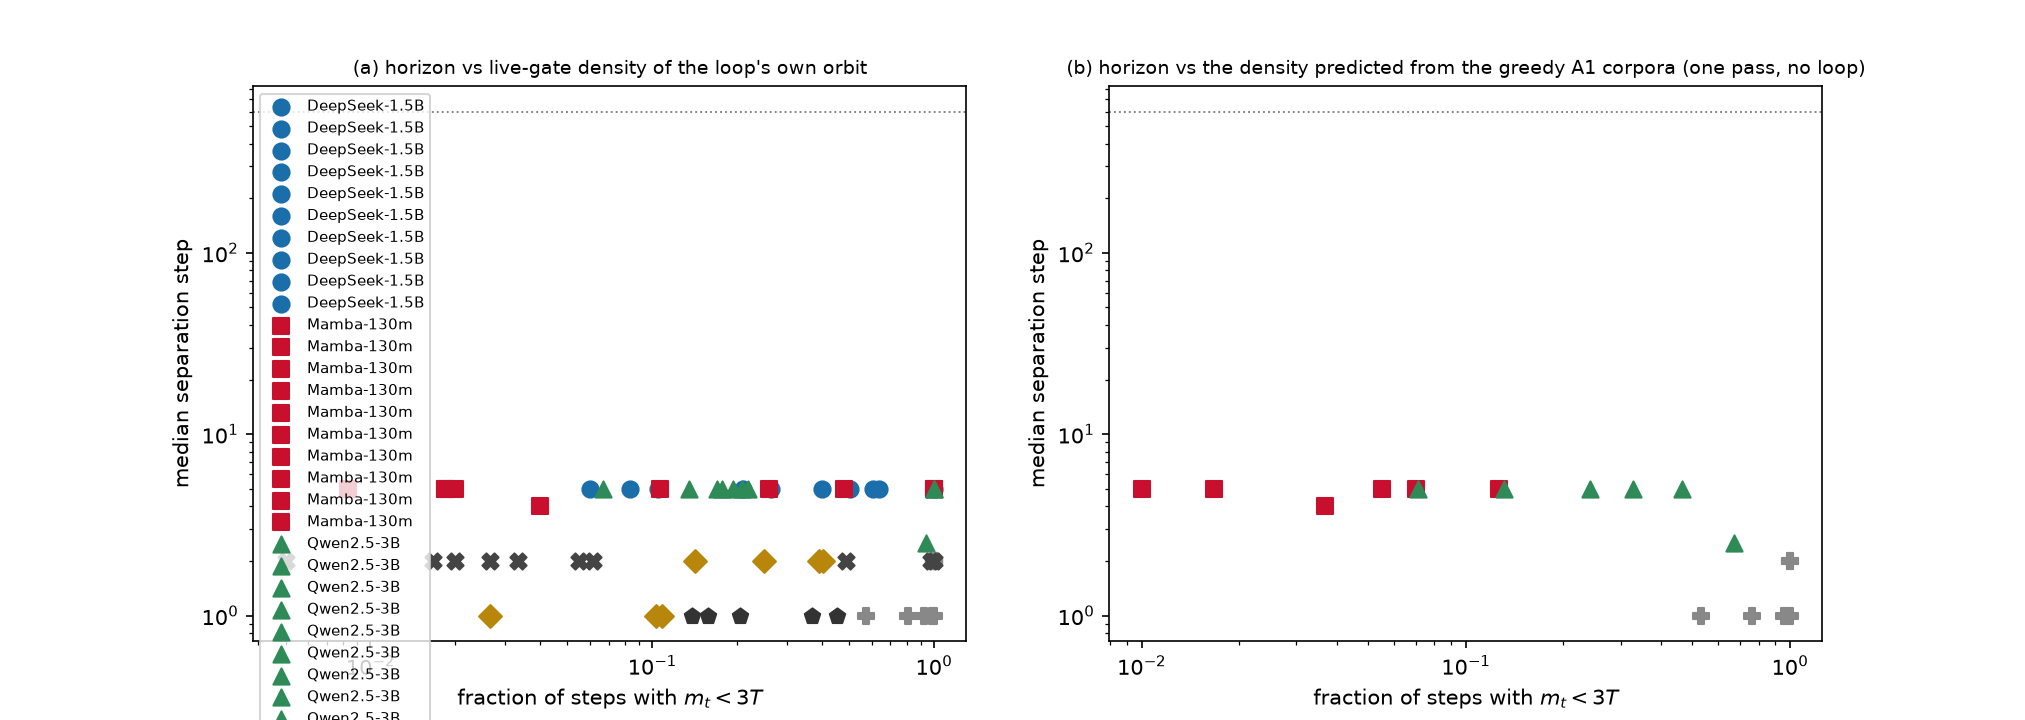 (a) horizon vs live-gate density of the loop's own orbit
DeepSeek-1.5B
DeepSeek-1.5B
DeepSeek-1.5B
DeepSeek-1.5B
DeepSeek-1.5B
DeepSeek-1.5B
DeepSeek-1.5B
DeepSeek-1.5B
DeepSeek-1.5B
DeepSeek-1.5B
Mamba-130m
Mamba-130m
Mamba-130m
Mamba-130m
Mamba-130m
Mamba-130m
Mamba-130m
Mamba-130m
Mamba-130m
Mamba-130m
Qwen2.5-3B
Qwen2.5-3B
Qwen2.5-3B
Qwen2.5-3B
Qwen2.5-3B
Qwen2.5-3B
Qwen2.5-3B
Qwen2.5-3B
Qwen2.5-3B
median separation step
10²
10¹
10⁰
10⁻²
10⁻¹
10⁰
fraction of steps with mₜ < 3T
(b) horizon vs the density predicted from the greedy A1 corpora (one pass, no loop)
median separation step
10²
10¹
10⁰
10⁻²
10⁻¹
10⁰
fraction of steps with mₜ < 3T